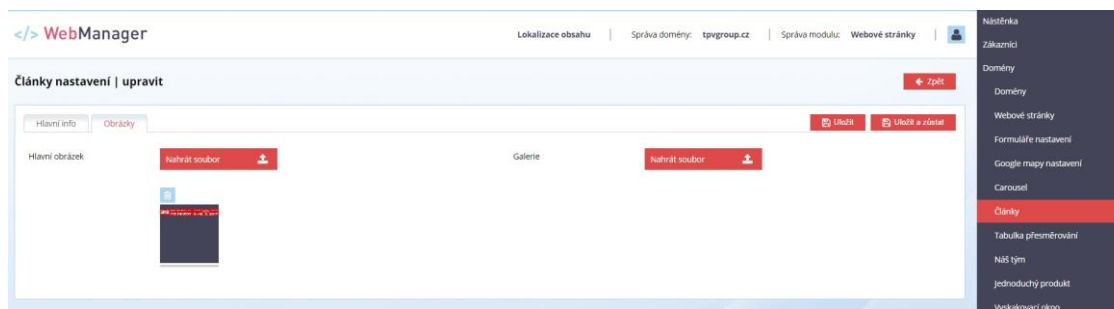 </> WebManager
Lokalizace obsahu | Správa domény: tpvgroup.cz | Správa modulu: Webové stránky |
Články nastavení | upravit
Zpět
Hlavní info
Obrázky
Uložit
Uložit a zůstat
Hlavní obrázek
Nahrát soubor
Galerie
Nahrát soubor
Nástěnka
Zákazníci
Domény
Domény
Webové stránky
Formuláře nastavení
Google mapy nastavení
Carousel
Články
Tabulka přesměrování
Náš tým
Jednoduchý produkt
Vyskakovací okno